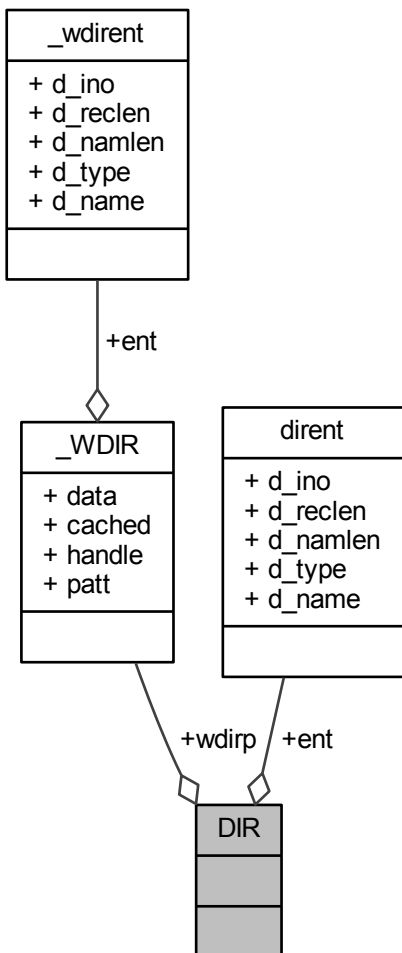 _wdirent
+ d_ino
+ d_reclen
+ d_namlen
+ d_type
+ d_name
+ent
_WDIR
+ data
+ cached
+ handle
+ patt
dirent
+ d_ino
+ d_reclen
+ d_namlen
+ d_type
+ d_name
+wdirp
+ent
DIR